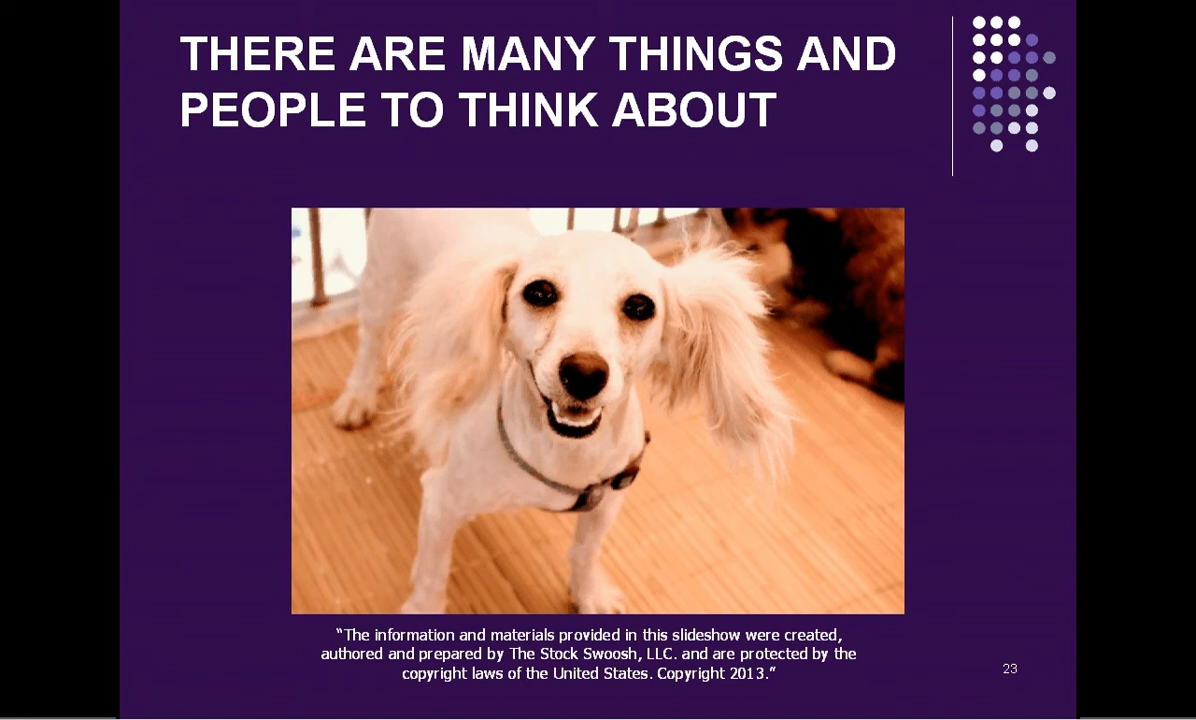 THERE ARE MANY THINGS AND
PEOPLE TO THINK ABOUT
“The information and materials provided in this slideshow were created,
authored and prepared by The Stock Swoosh, LLC. and are protected by the
copyright laws of the United States. Copyright 2013.”
23